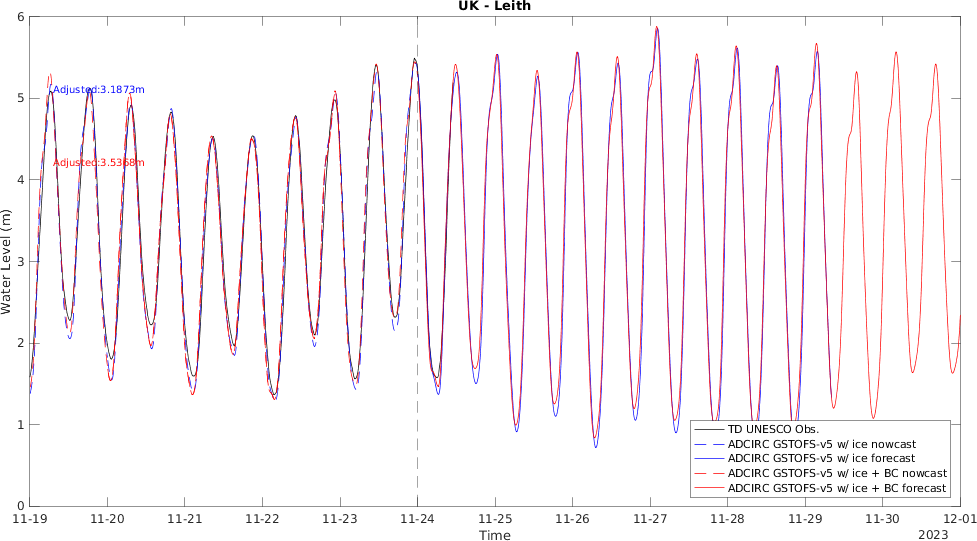 UK - Leith
6
5
4
3
2
1
0
Water Level (m)
Adjusted:3.1873m
Adjusted:3.5368m
TD UNESCO Obs.
ADCIRC GSTOFS-v5 w/ ice nowcast
ADCIRC GSTOFS-v5 w/ ice forecast
ADCIRC GSTOFS-v5 w/ ice + BC nowcast
ADCIRC GSTOFS-v5 w/ ice + BC forecast
11-19 11-20 11-21 11-22 11-23 11-24 11-25 11-26 11-27 11-28 11-29 11-30 12-01
Time
2023